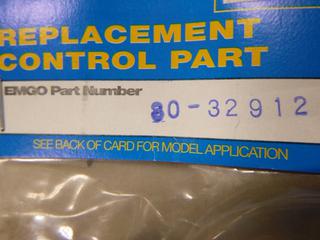 REPLACEMENT
CONTROL PART
EMGO Part Number
80-32912
SEE BACK OF CARD FOR MODEL APPLICATION